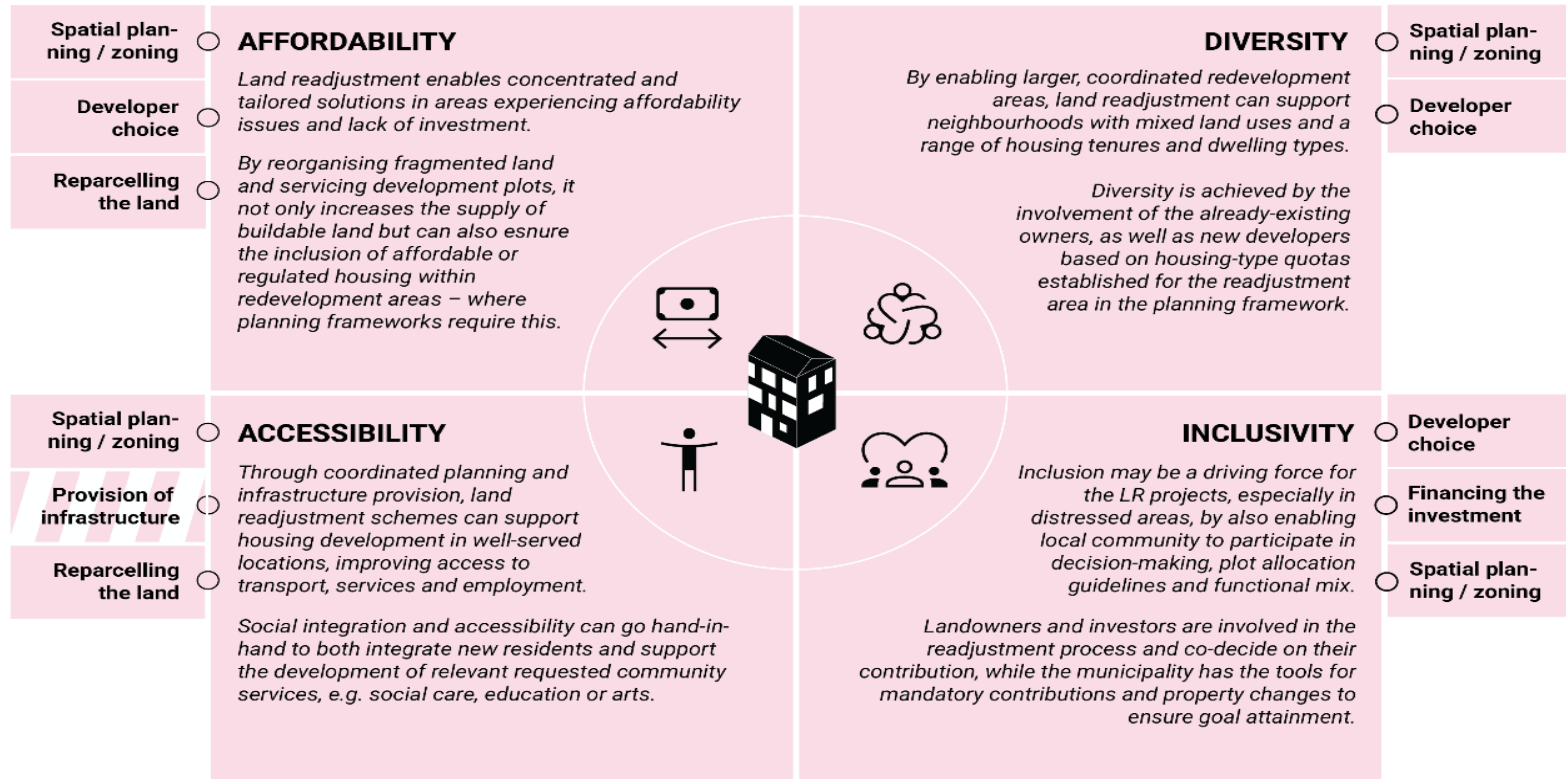 Spatial plan-
ning / zoning
Developer
choice
Reparcelling
the land
AFFORDABILITY
Land readjustment enables concentrated and
tailored solutions in areas experiencing affordability
issues and lack of investment.
By reorganising fragmented land
and servicing development plots, it
not only increases the supply of
buildable land but can also esnure
the inclusion of affordable or
regulated housing within
redevelopment areas – where
planning frameworks require this.
DIVERSITY
By enabling larger, coordinated redevelopment
areas, land readjustment can support
neighbourhoods with mixed land uses and a
range of housing tenures and dwelling types.
Diversity is achieved by the
involvement of the already-existing
owners, as well as new developers
based on housing-type quotas
established for the readjustment
area in the planning framework.
Spatial plan-
ning / zoning
Developer
choice
Spatial plan-
ning / zoning
Provision of
infrastructure
Reparcelling
the land
ACCESSIBILITY
Through coordinated planning and
infrastructure provision, land
readjustment schemes can support
housing development in well-served
locations, improving access to
transport, services and employment.
Social integration and accessibility can go hand-in-
hand to both integrate new residents and support
the development of relevant requested community
services, e.g. social care, education or arts.
INCLUSIVITY
Inclusion may be a driving force for
the LR projects, especially in
distressed areas, by also enabling
local community to participate in
decision-making, plot allocation
guidelines and functional mix.
Landowners and investors are involved in the
readjustment process and co-decide on their
contribution, while the municipality has the tools for
mandatory contributions and property changes to
ensure goal attainment.
Developer
choice
Financing the
investment
Spatial plan-
ning / zoning